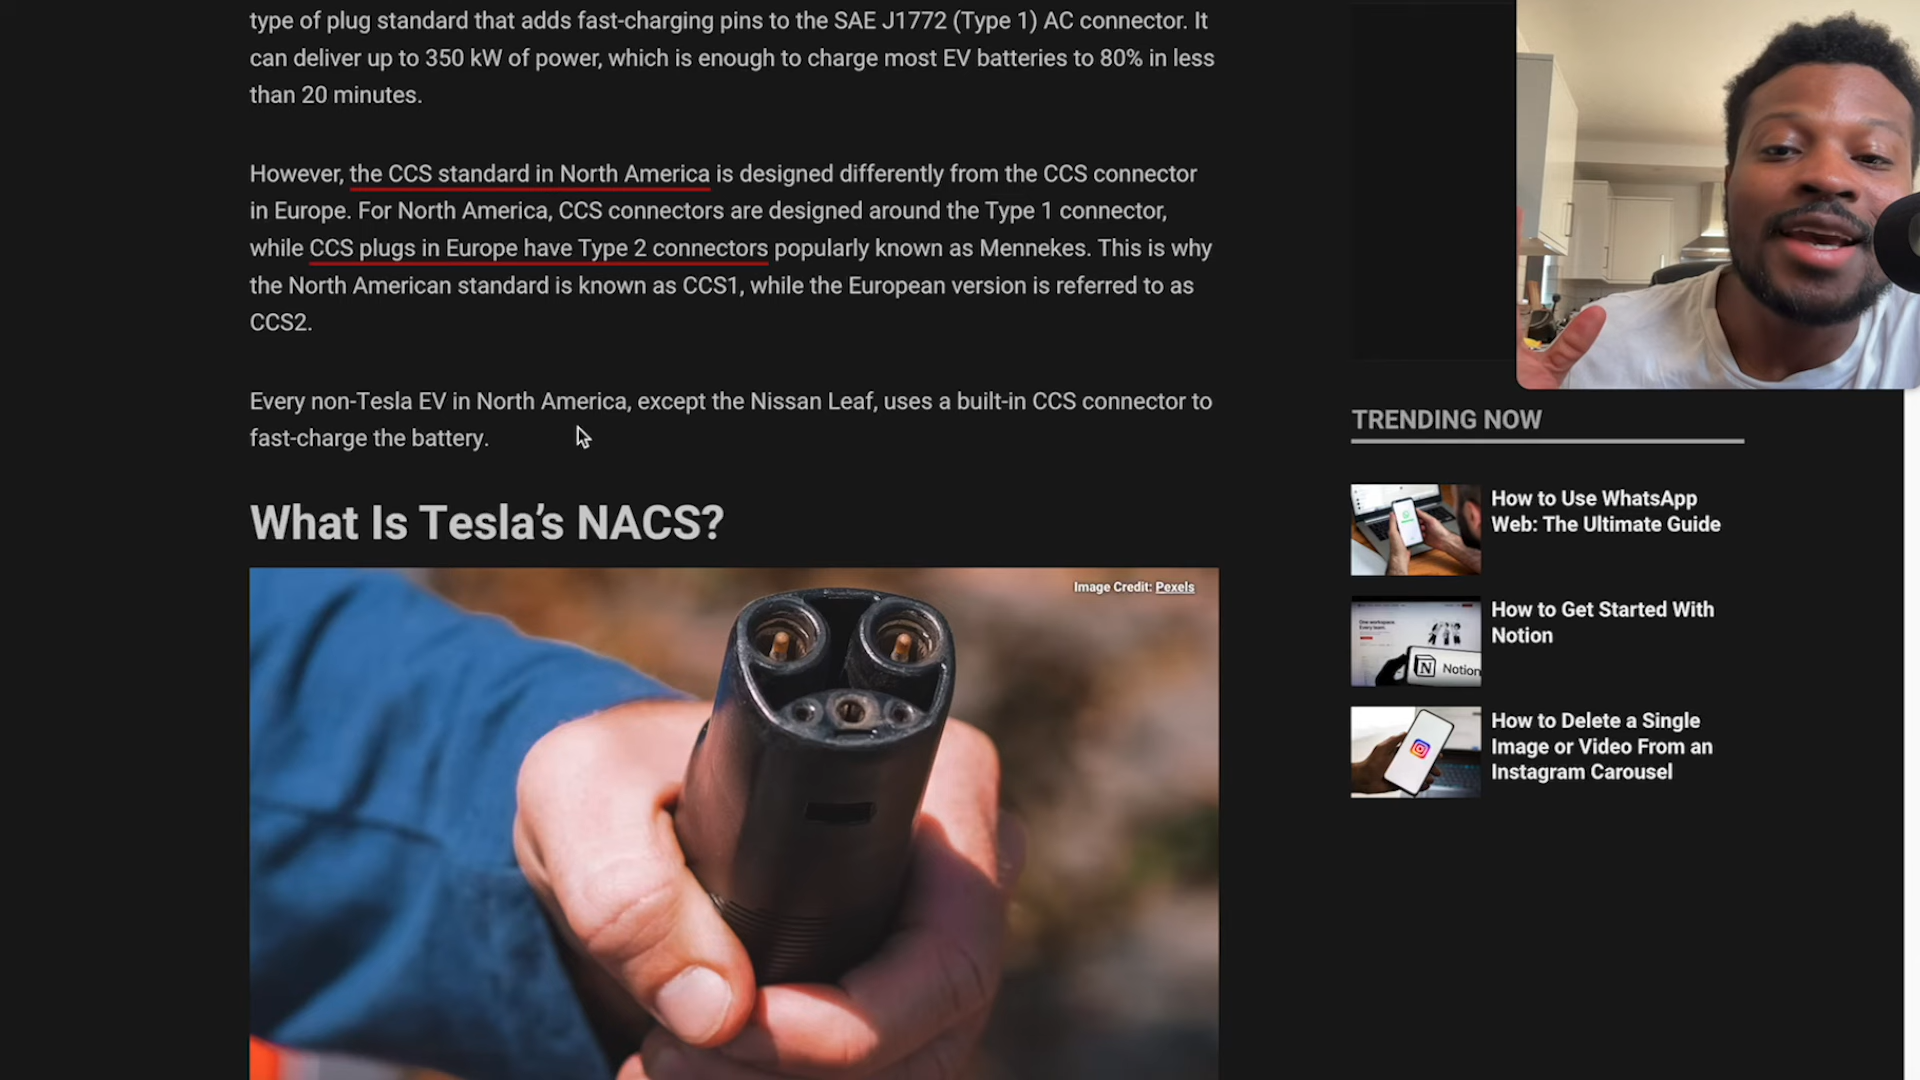 type of plug standard that adds fast-charging pins to the SAE J1772 (Type 1) AC connector. It
can deliver up to 350 kW of power, which is enough to charge most EV batteries to 80% in less
than 20 minutes.
However, the CCS standard in North America is designed differently from the CCS connector
in Europe. For North America, CCS connectors are designed around the Type 1 connector,
while CCS plugs in Europe have Type 2 connectors popularly known as Mennekes. This is why
the North American standard is known as CCS1, while the European version is referred to as
CCS2.
Every non-Tesla EV in North America, except the Nissan Leaf, uses a built-in CCS connector to
fast-charge the battery.
What Is Tesla’s NACS?
Image Credit: Pexels
TRENDING NOW
How to Use WhatsApp
Web: The Ultimate Guide
How to Get Started With
Notion
Notion
How to Delete a Single
Image or Video From an
Instagram Carousel